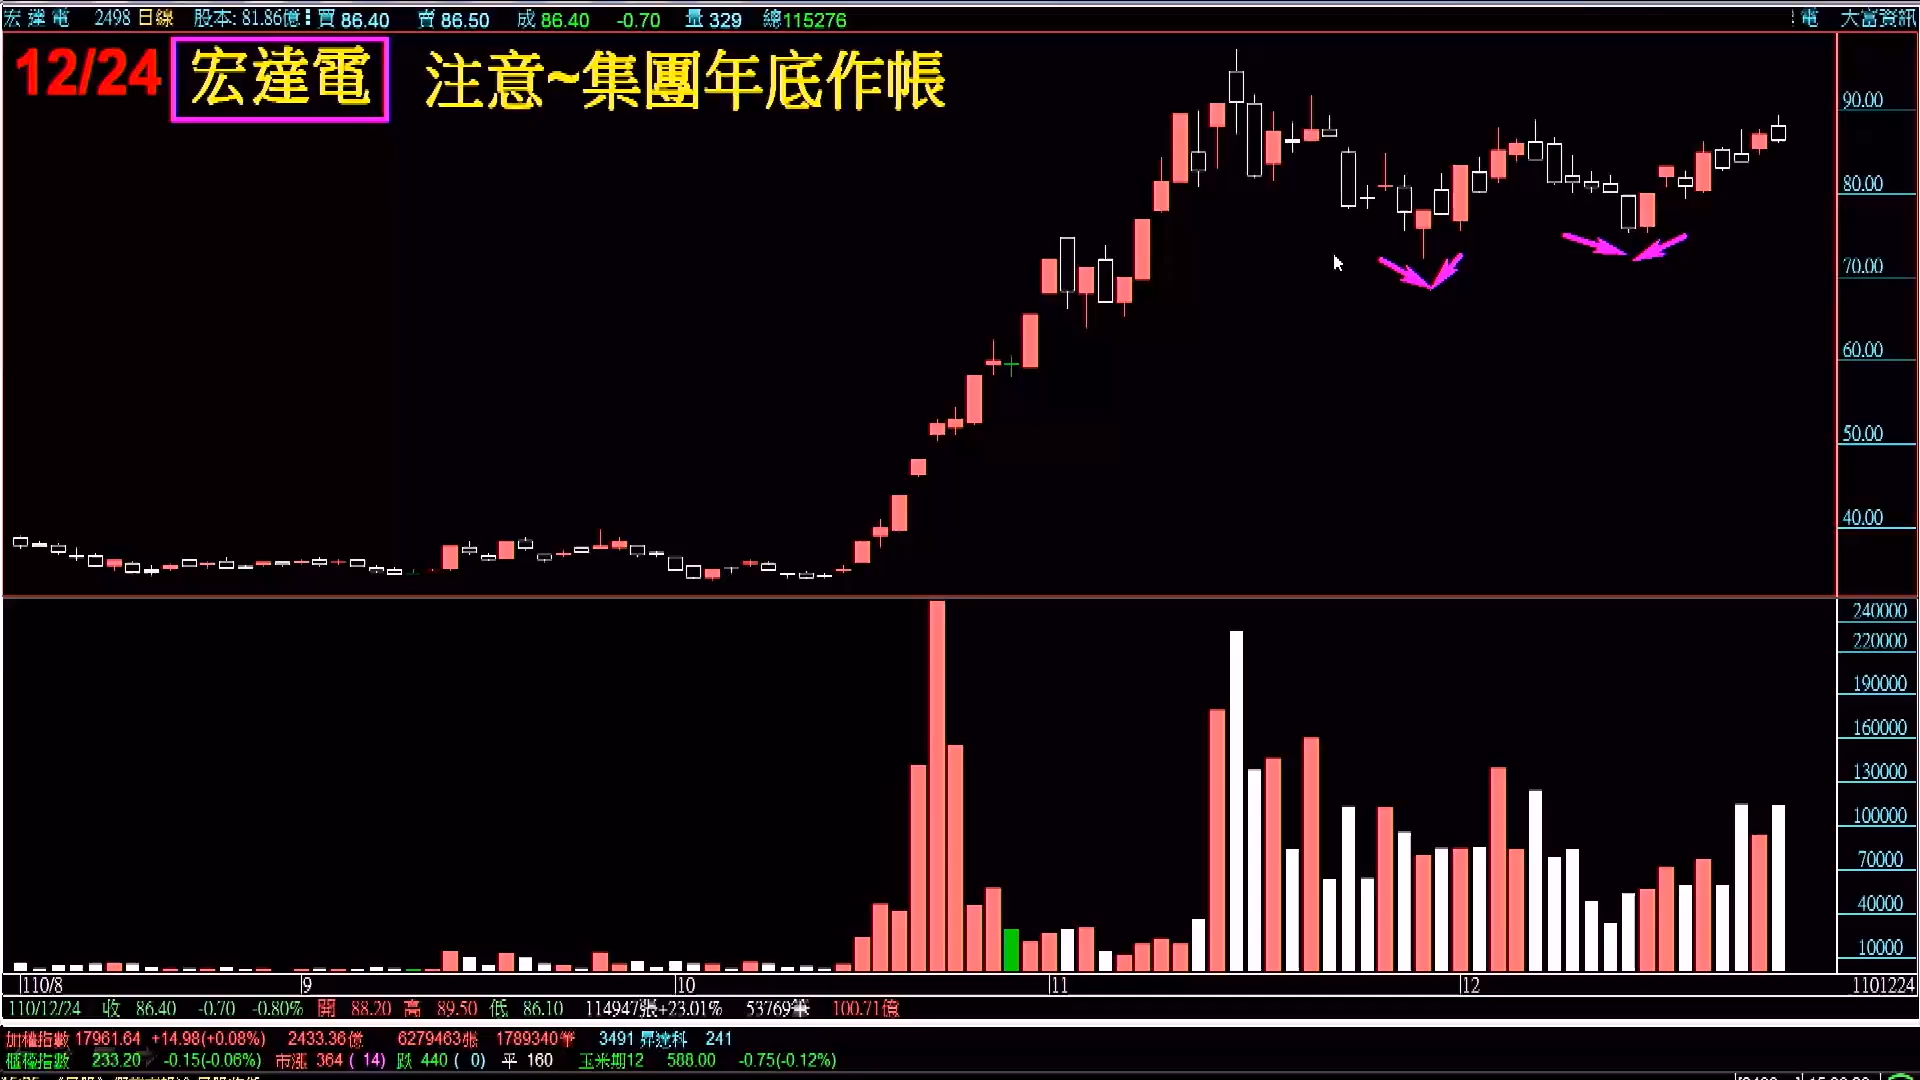 宏達電 2498 日線 股本: 81.86億 買 86.40 賣 86.50 成 86.40 -0.70 量 329 總115276 電 大富資訊
12/24 宏達電 注意~集團年底作帳
90.00
80.00
70.00
60.00
50.00
40.00
240000
220000
190000
160000
130000
100000
70000
40000
10000
110/8 9 10 11 12 1101224
110/12/24 收 86.40 -0.70 -0.80% 開 88.20 高 89.50 低 86.10 114947張+23.01% 53769筆 100.71億
加權指數 17961.64 +14.98(+0.08%) 2433.36億 6279463張 1789340筆 3491 昇達科 241
櫃檯指數 233.20 -0.15(-0.06%) 市漲 364 ( 14) 跌 440 ( 0) 平 160 玉米期12 588.00 -0.75(-0.12%)